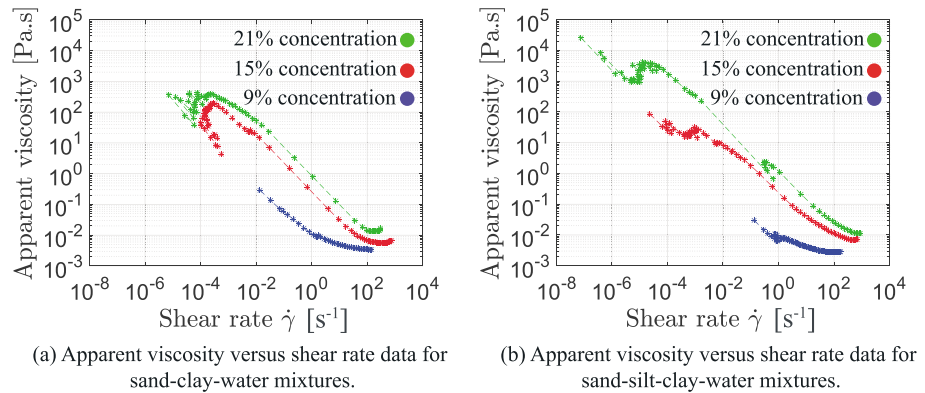 Apparent viscosity [Pa.s]
10^5
10^4
10^3
10^2
10^1
10^0
10^-1
10^-2
10^-3
21% concentration
15% concentration
9% concentration
10^-8 10^-6 10^-4 10^-2 10^0 10^2 10^4
Shear rate γ̇ [s^-1]
(a) Apparent viscosity versus shear rate data for
sand-clay-water mixtures.
Apparent viscosity [Pa.s]
10^5
10^4
10^3
10^2
10^1
10^0
10^-1
10^-2
10^-3
21% concentration
15% concentration
9% concentration
10^-8 10^-6 10^-4 10^-2 10^0 10^2 10^4
Shear rate γ̇ [s^-1]
(b) Apparent viscosity versus shear rate data for
sand-silt-clay-water mixtures.